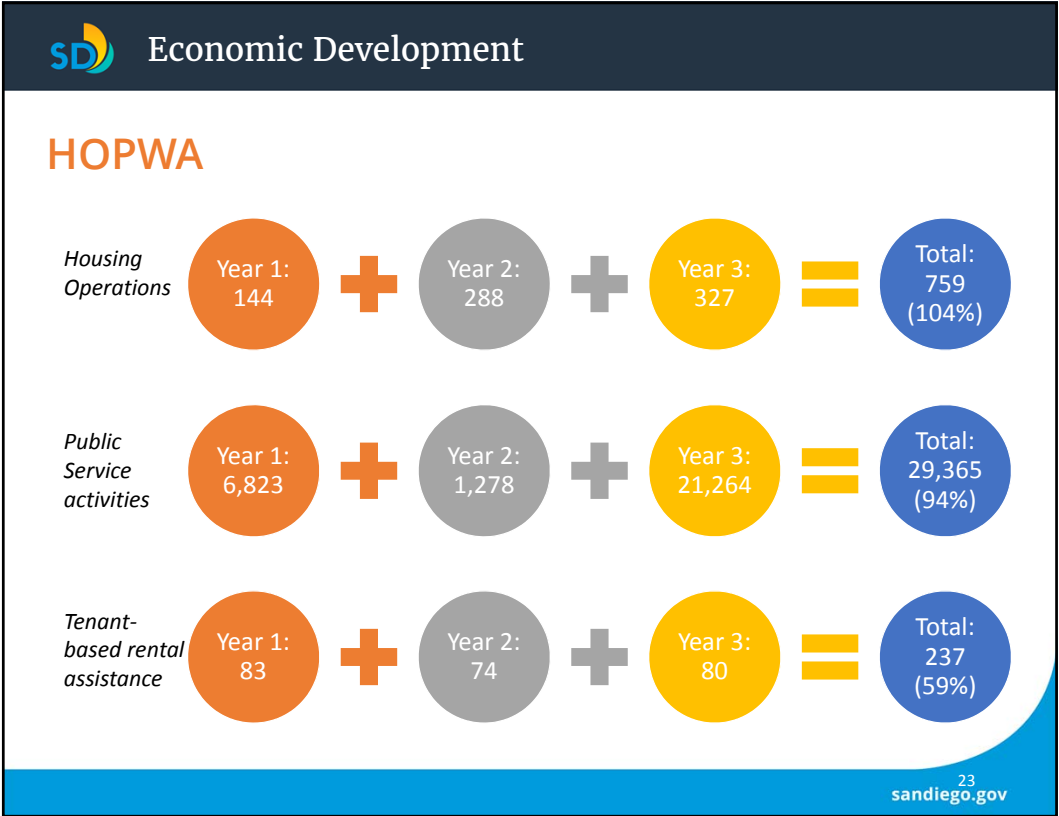 SD
Economic Development
HOPWA
Housing
Operations
Year 1:
144
Year 2:
288
Year 3:
327
Total:
759
(104%)
Public
Service
activities
Year 1:
6,823
Year 2:
1,278
Year 3:
21,264
Total:
29,365
(94%)
Tenant-
based rental
assistance
Year 1:
83
Year 2:
74
Year 3:
80
Total:
237
(59%)
23
sandiego.gov